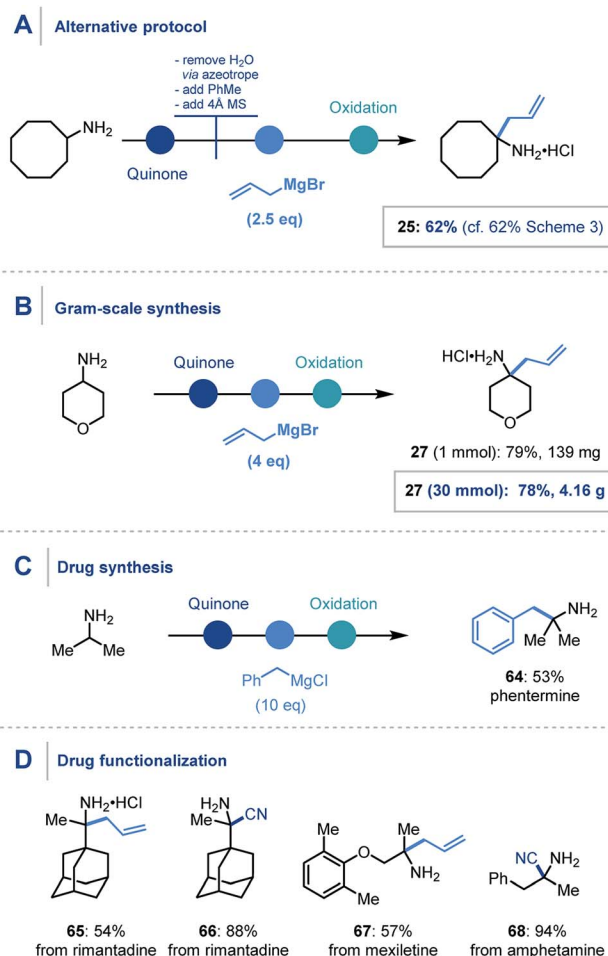 A Alternative protocol
- remove H2O
via azeotrope
- add PhMe
- add 4Å MS
Oxidation
NH2
Quinone
MgBr
(2.5 eq)
NH2•HCl
25: 62% (cf. 62% Scheme 3)
B Gram-scale synthesis
NH2
O
Quinone
Oxidation
MgBr
(4 eq)
HCl•H2N
O
27 (1 mmol): 79%, 139 mg
27 (30 mmol): 78%, 4.16 g
C Drug synthesis
NH2
Me Me
Quinone
Oxidation
Ph MgCl
(10 eq)
NH2
Me Me
64: 53%
phentermine
D Drug functionalization
NH2•HCl
Me
65: 54%
from rimantadine
H2N
Me CN
66: 88%
from rimantadine
Me
O
Me
Me
NH2
67: 57%
from mexiletine
NC NH2
Ph Me
68: 94%
from amphetamine